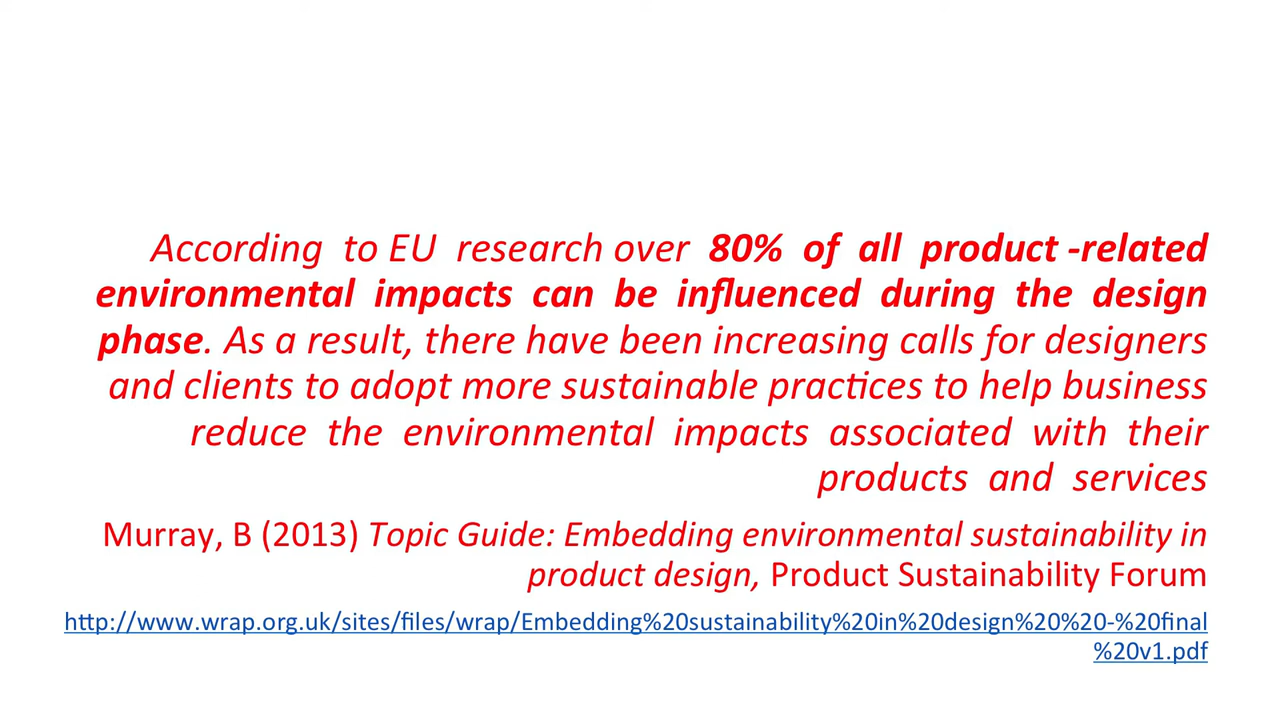 According to EU research over 80% of all product -related
environmental impacts can be influenced during the design
phase. As a result, there have been increasing calls for designers
and clients to adopt more sustainable practices to help business
reduce the environmental impacts associated with their
products and services
Murray, B (2013) Topic Guide: Embedding environmental sustainability in
product design, Product Sustainability Forum
http://www.wrap.org.uk/sites/files/wrap/Embedding%20sustainability%20in%20design%20%20-%20final
%20v1.pdf